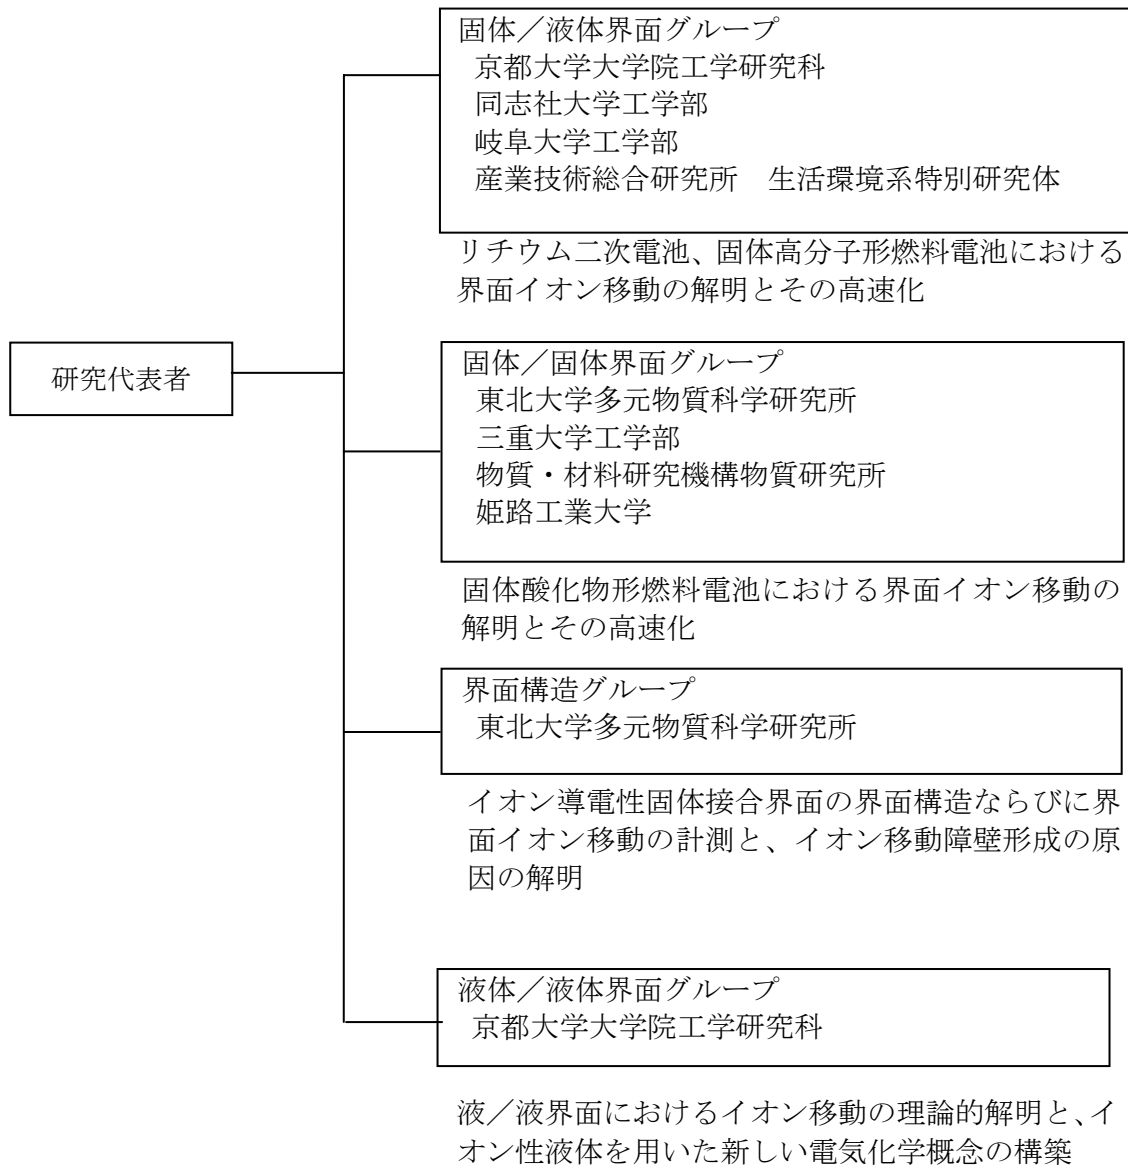 固体／液体界面グループ
京都大学大学院工学研究科
同志社大学工学部
岐阜大学工学部
産業技術総合研究所　生活環境系特別研究体
リチウム二次電池、固体高分子形燃料電池における
界面イオン移動の解明とその高速化
研究代表者
固体／固体界面グループ
東北大学多元物質科学研究所
三重大学工学部
物質・材料研究機構物質研究所
姫路工業大学
固体酸化物形燃料電池における界面イオン移動の
解明とその高速化
界面構造グループ
東北大学多元物質科学研究所
イオン導電性固体接合界面の界面構造ならびに界
面イオン移動の計測と、イオン移動障壁形成の原
因の解明
液体／液体界面グループ
京都大学大学院工学研究科
液／液界面におけるイオン移動の理論的解明と、イ
オン性液体を用いた新しい電気化学概念の構築